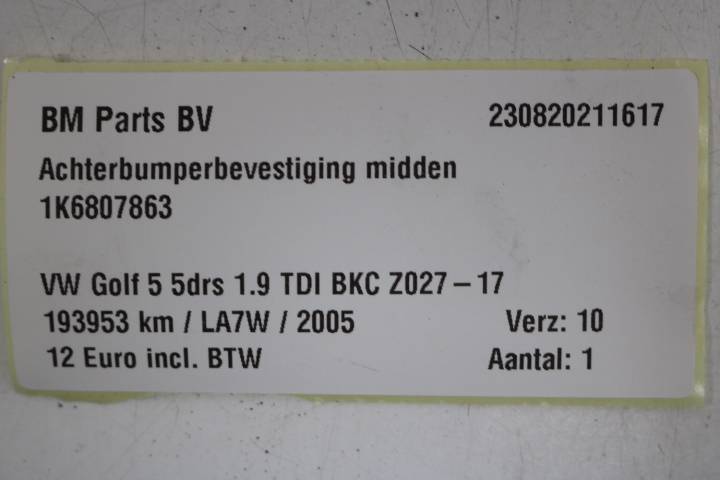 BM Parts BV 230820211617
Achterbumperbevestiging midden
1K6807863
VW Golf 5 5drs 1.9 TDI BKC Z027 – 17
193953 km / LA7W / 2005 Verz: 10
12 Euro incl. BTW Aantal: 1